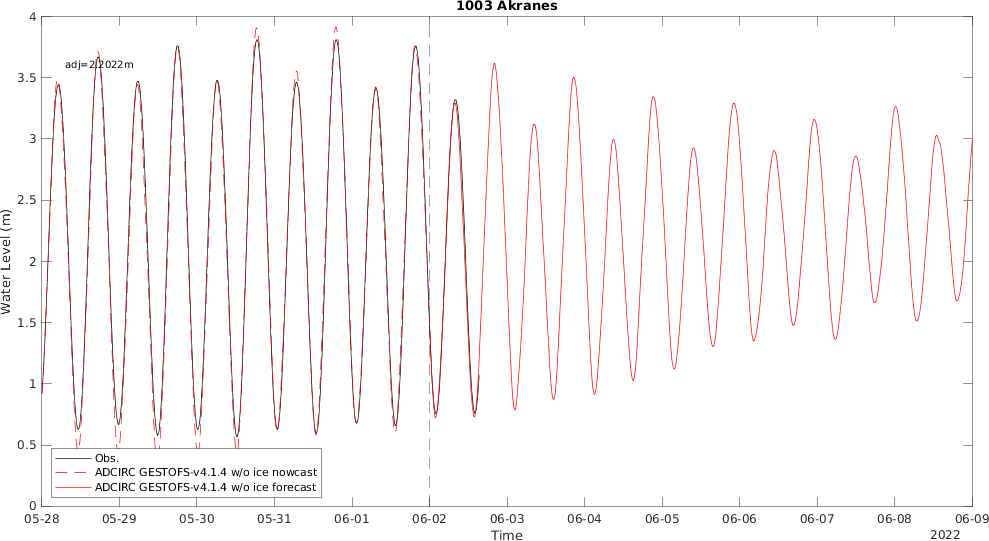 1003 Akranes
4
3.5
3
2.5
2
1.5
1
0.5
0
Water Level (m)
adj=2.2022m
Obs.
ADCIRC GESTOFS-v4.1.4 w/o ice nowcast
ADCIRC GESTOFS-v4.1.4 w/o ice forecast
05-28 05-29 05-30 05-31 06-01 06-02 06-03 06-04 06-05 06-06 06-07 06-08 06-09
Time
2022